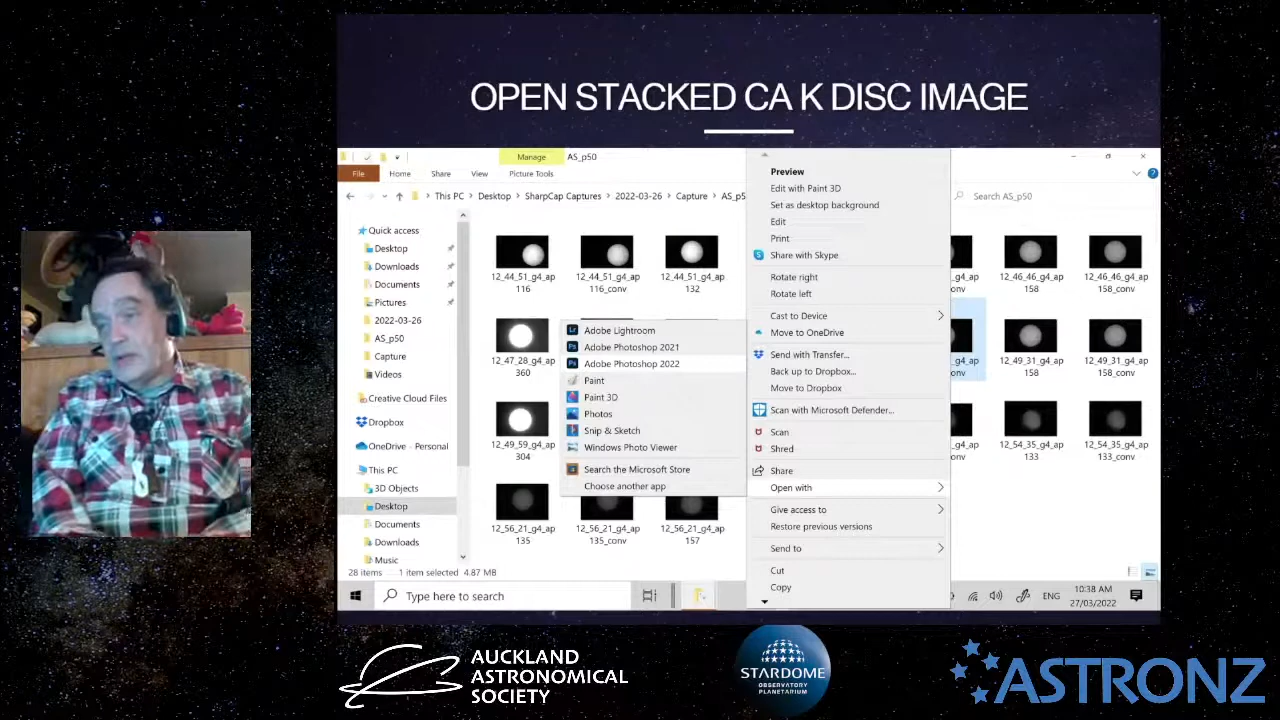 OPEN STACKED CA K DISC IMAGE
Manage AS_p50
File Home Share View Picture Tools
This PC Desktop SharpCap Captures 2022-03-26 Capture AS_p5
Search AS_p50
Quick access
Desktop
Downloads
Documents
Pictures
2022-03-26
AS_p50
Capture
Videos
Creative Cloud Files
Dropbox
OneDrive - Personal
This PC
3D Objects
Desktop
Documents
Downloads
Music
12_44_51_g4_ap
116
12_44_51_g4_ap
116_conv
12_44_51_g4_ap
132
12_47_28_g4_ap
360
12_49_59_g4_ap
304
12_56_21_g4_ap
135
12_56_21_g4_ap
135_conv
12_56_21_g4_ap
157
Adobe Lightroom
Adobe Photoshop 2021
Adobe Photoshop 2022
Paint
Paint 3D
Photos
Snip & Sketch
Windows Photo Viewer
Search the Microsoft Store
Choose another app
Preview
Edit with Paint 3D
Set as desktop background
Edit
Print
Share with Skype
Rotate right
Rotate left
Cast to Device
Move to OneDrive
Send with Transfer...
Back up to Dropbox...
Move to Dropbox
Scan with Microsoft Defender...
Scan
Shred
Share
Open with
Give access to
Restore previous versions
Send to
Cut
Copy
_g4_ap
conv
12_46_46_g4_ap
158
12_46_46_g4_ap
158_conv
_g4_ap
conv
12_49_31_g4_ap
158
12_49_31_g4_ap
158_conv
_g4_ap
conv
12_54_35_g4_ap
133
12_54_35_g4_ap
133_conv
28 items 1 item selected 4.87 MB
Type here to search
ENG
10:38 AM
27/03/2022
AUCKLAND
ASTRONOMICAL
SOCIETY
STARDOME
OBSERVATORY
PLANETARIUM
ASTRONZ